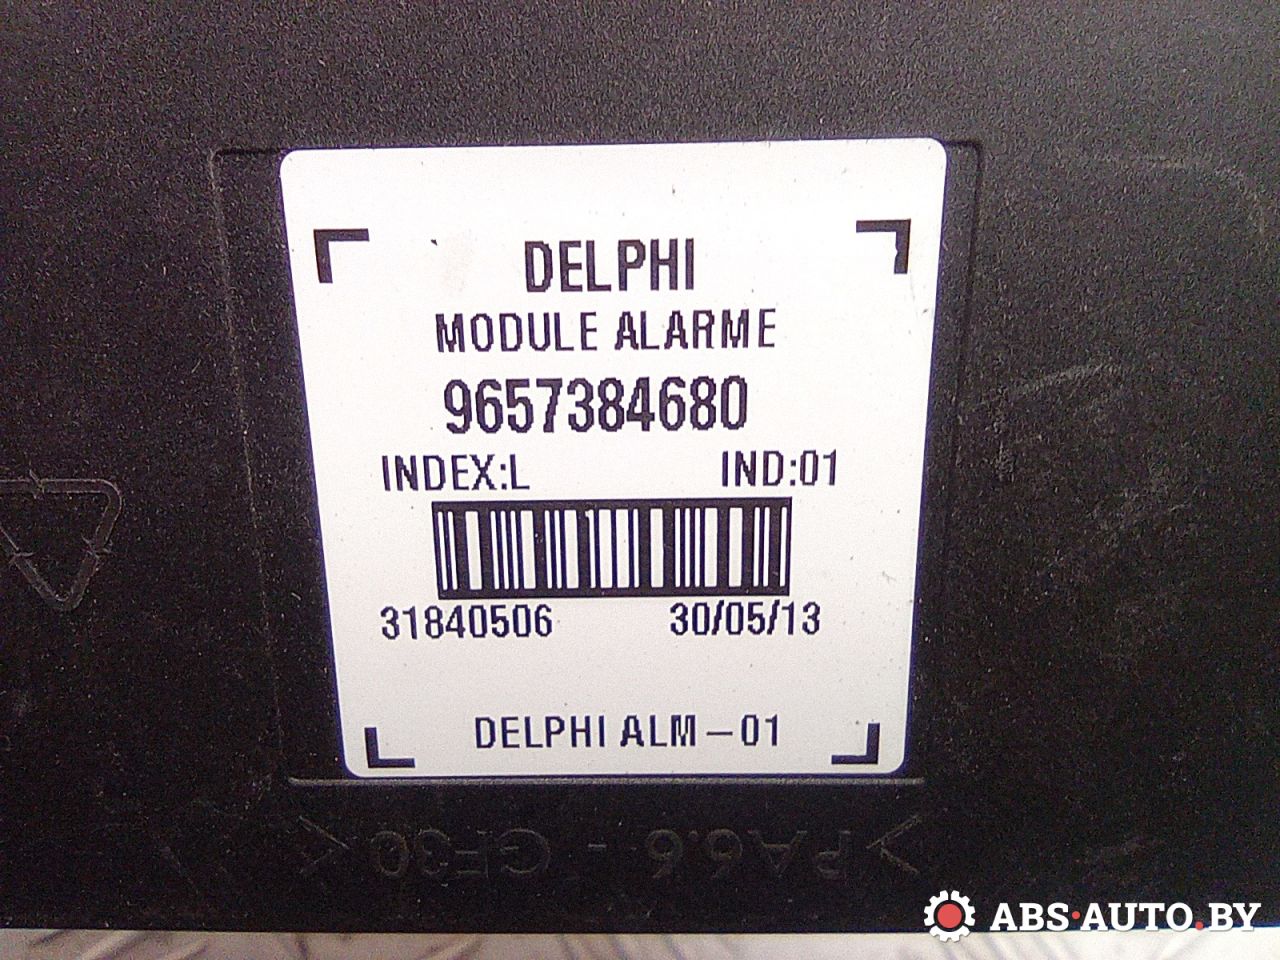 DELPHI
MODULE ALARME
9657384680
INDEX:L IND:01
31840506 30/05/13
DELPHI ALM-01
>PA6.6 - GF30<
ABS·AUTO.BY